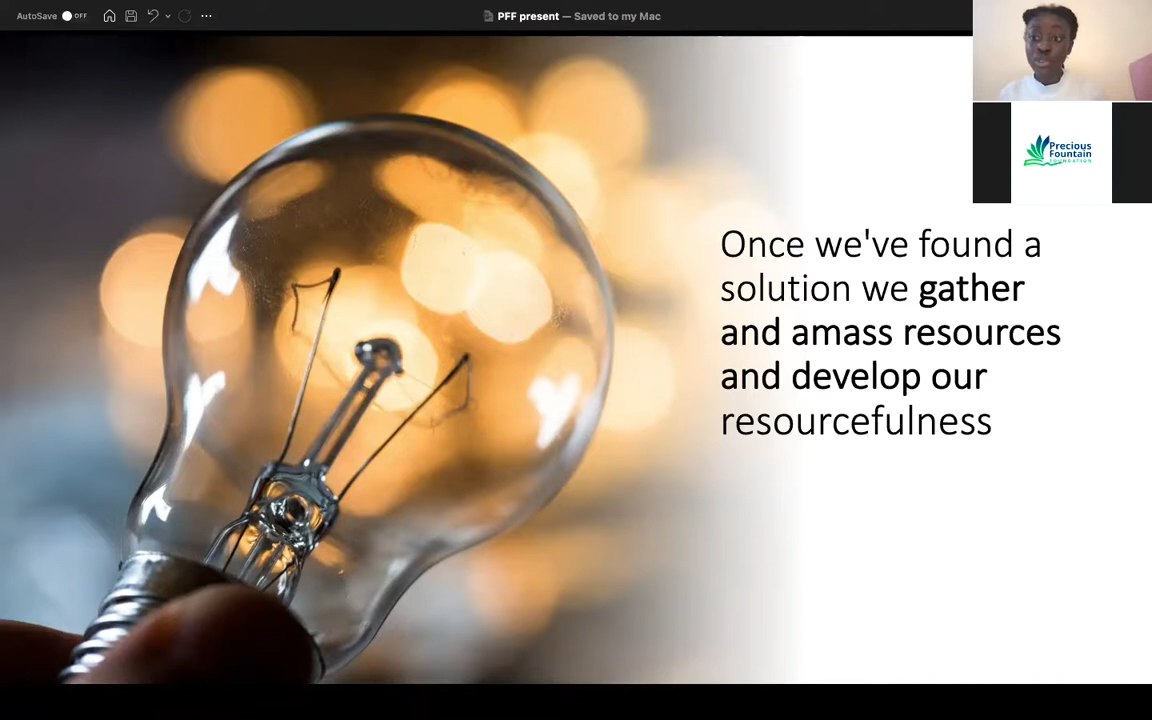 AutoSave OFF
PFF present — Saved to my Mac
Precious
Fountain
FOUNDATION
Once we've found a
solution we gather
and amass resources
and develop our
resourcefulness